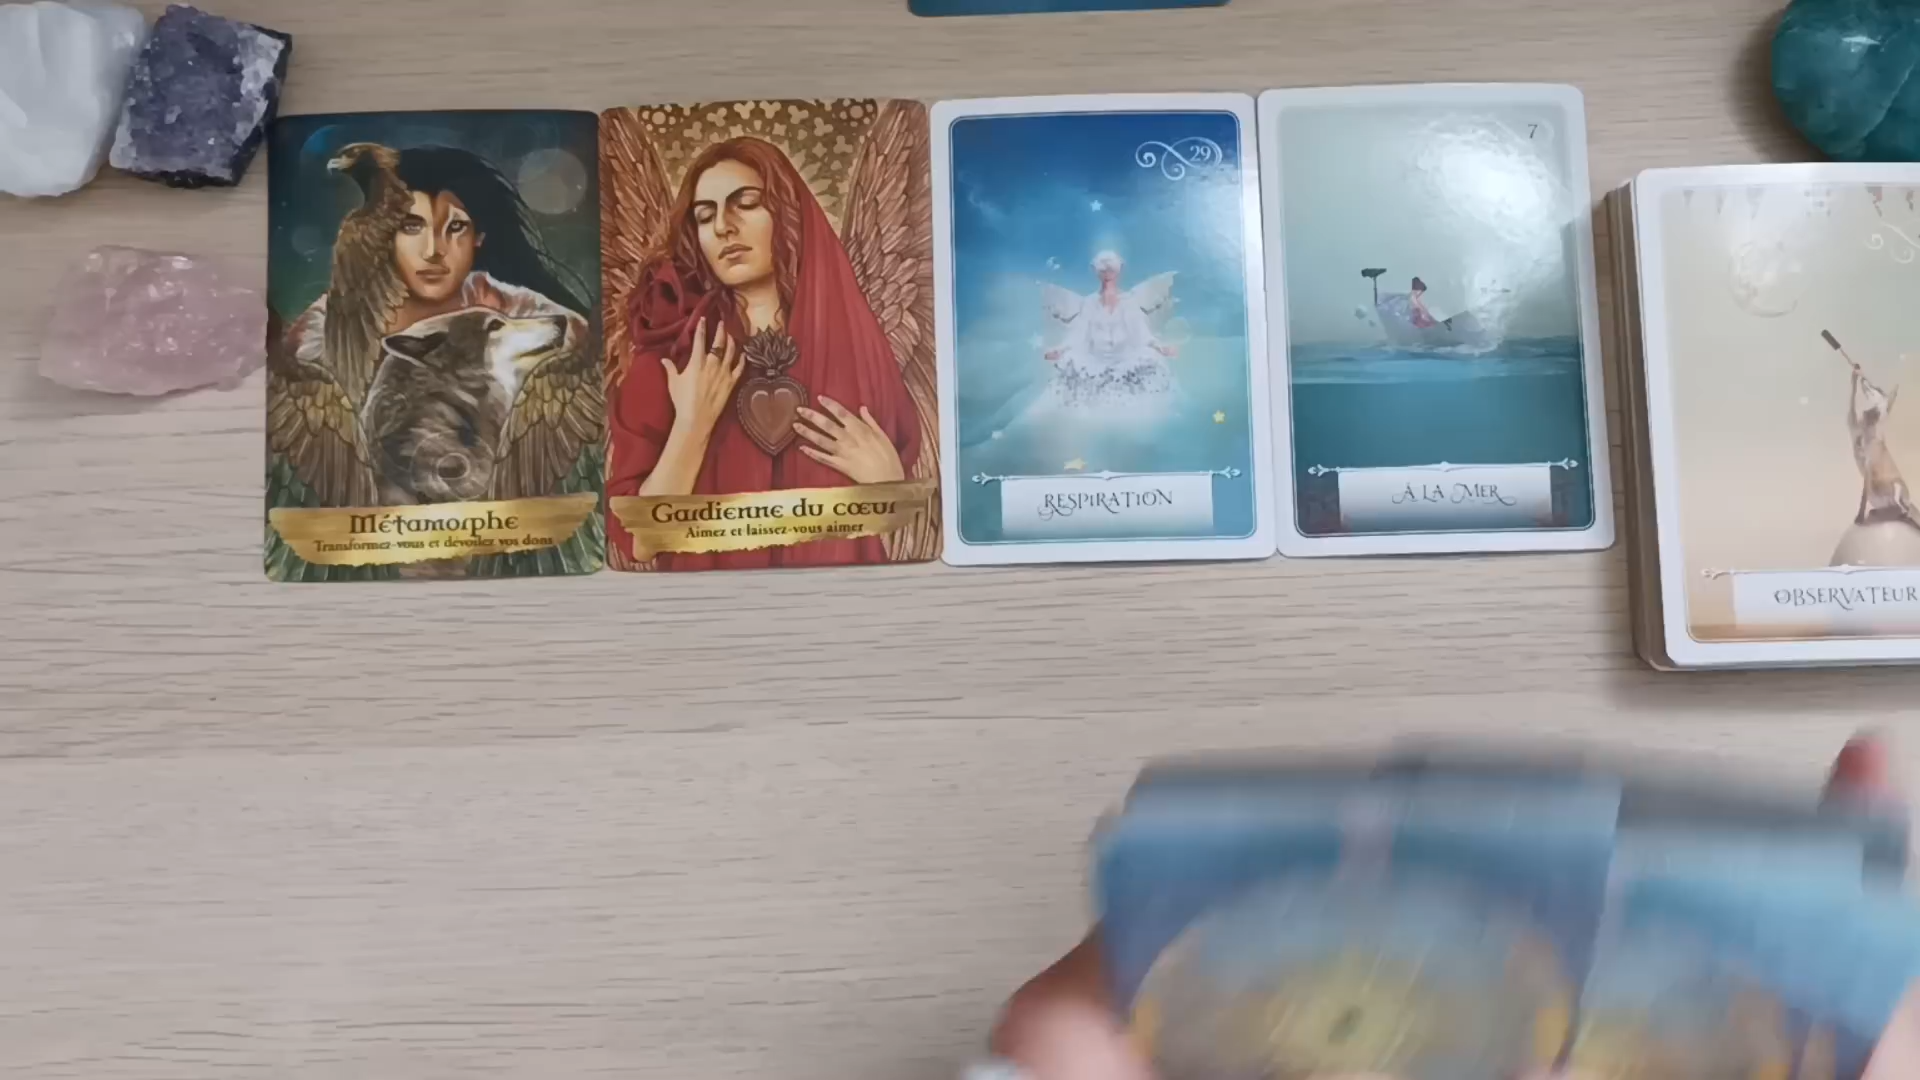 Métamorphe
Transformez-vous et dévoilez vos dons
Gardienne du cœur
Aimez et laissez-vous aimer
29
RESPIRATION
7
À LA MER
OBSERVATEUR